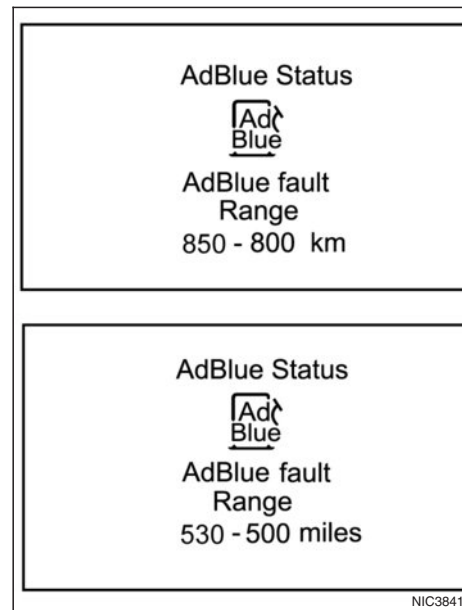 AdBlue Status
Ad
Blue
AdBlue fault
Range
850 - 800 km
AdBlue Status
Ad
Blue
AdBlue fault
Range
530 - 500 miles
NIC3841